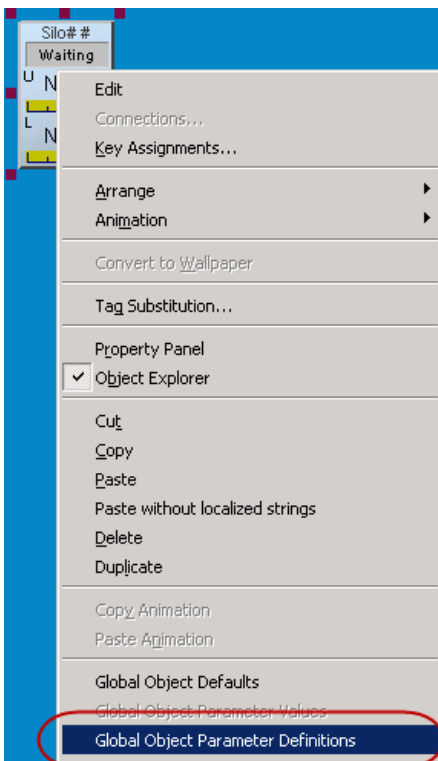 Silo# #
Waiting
U N
L N
Edit
Connections...
Key Assignments...
Arrange
Animation
Convert to Wallpaper
Tag Substitution...
Property Panel
Object Explorer
Cut
Copy
Paste
Paste without localized strings
Delete
Duplicate
Copy Animation
Paste Animation
Global Object Defaults
Global Object Parameter Values
Global Object Parameter Definitions